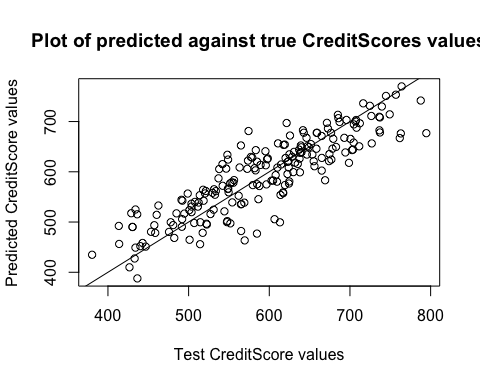 Plot of predicted against true CreditScores values
Predicted CreditScore values
700
600
500
400
400 500 600 700 800
Test CreditScore values